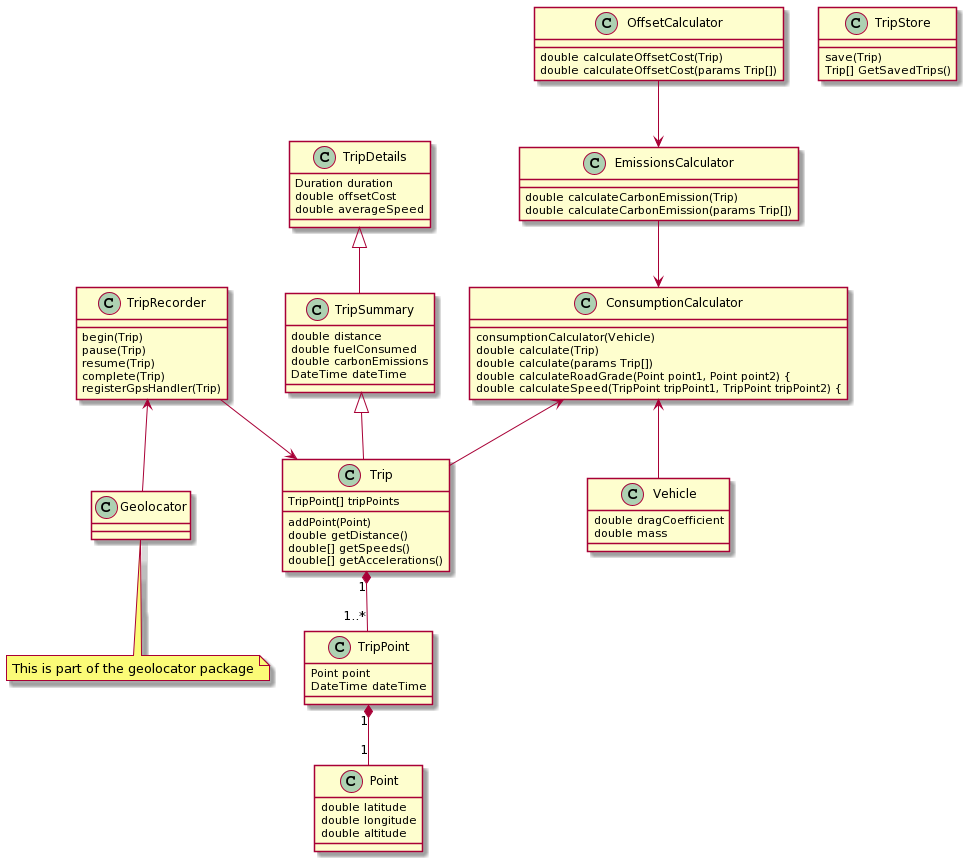 C OffsetCalculator
double calculateOffsetCost(Trip)
double calculateOffsetCost(params Trip[])
C TripStore
save(Trip)
Trip[] GetSavedTrips()
C TripDetails
Duration duration
double offsetCost
double averageSpeed
C EmissionsCalculator
double calculateCarbonEmission(Trip)
double calculateCarbonEmission(params Trip[])
C TripRecorder
begin(Trip)
pause(Trip)
resume(Trip)
complete(Trip)
registerGpsHandler(Trip)
C TripSummary
double distance
double fuelConsumed
double carbonEmissions
DateTime dateTime
C ConsumptionCalculator
consumptionCalculator(Vehicle)
double calculate(Trip)
double calculate(params Trip[])
double calculateRoadGrade(Point point1, Point point2) {
double calculateSpeed(TripPoint tripPoint1, TripPoint tripPoint2) {
C Geolocator
C Trip
TripPoint[] tripPoints
addPoint(Point)
double getDistance()
double[] getSpeeds()
double[] getAccelerations()
C Vehicle
double dragCoefficient
double mass
1
1..*
This is part of the geolocator package
C TripPoint
Point point
DateTime dateTime
1
1
C Point
double latitude
double longitude
double altitude